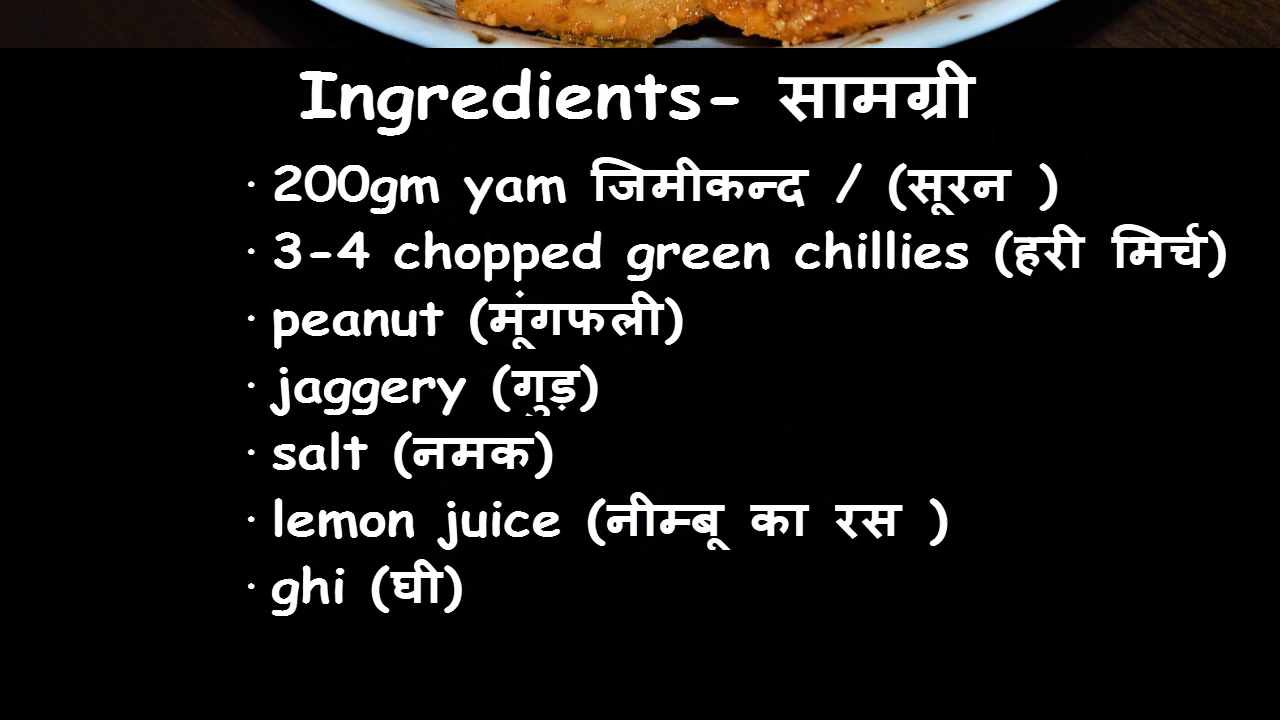 Ingredients- सामग्री
· 200gm yam जिमीकन्द / (सूरन )
· 3-4 chopped green chillies (हरी मिर्च)
· peanut (मूंगफली)
· jaggery (गुड़)
· salt (नमक)
· lemon juice (नीम्बू का रस )
· ghi (घी)